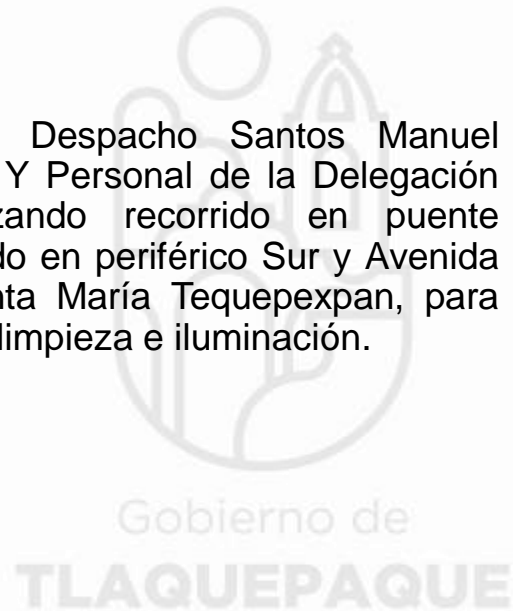 Despacho Santos Manuel
Y Personal de la Delegación
zando recorrido en puente
do en periférico Sur y Avenida
nta María Tequepexpan, para
limpieza e iluminación.
Gobierno de
TLAQUEPAQUE